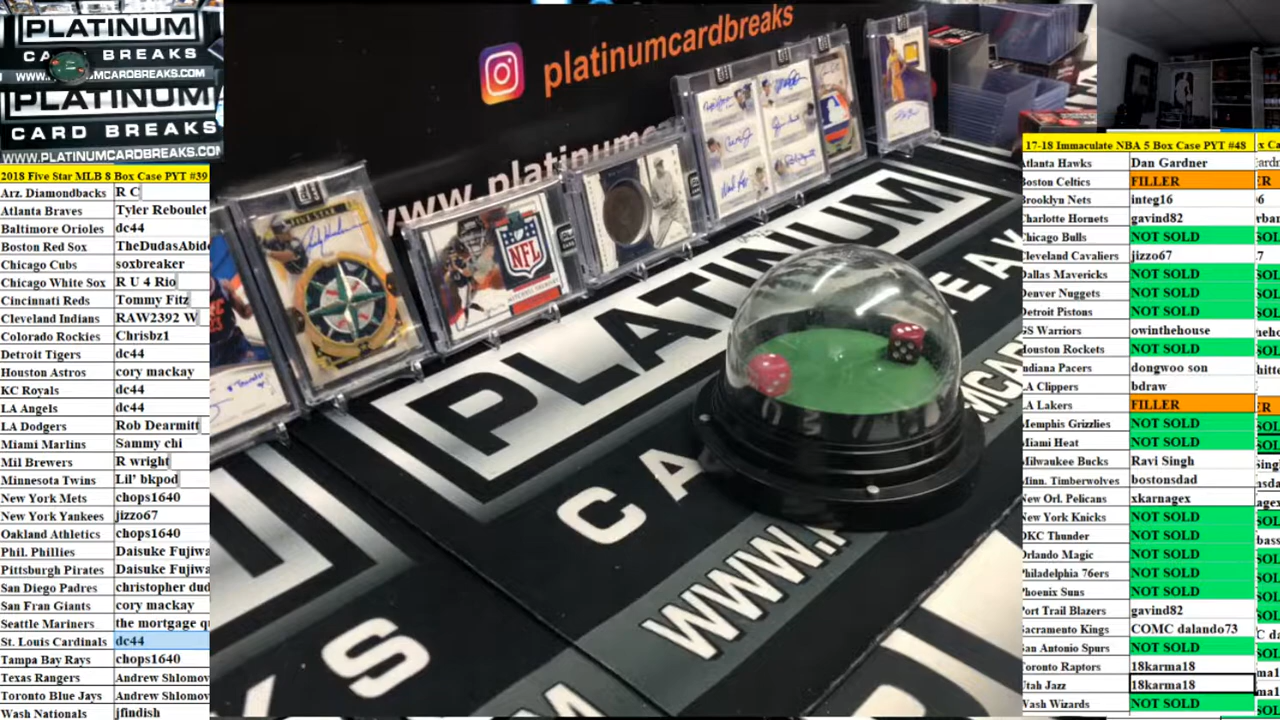 PLATINUM
CARD BREAKS
WWW.PLATINUMCARDBREAKS.COM
PLATINUM
CARD BREAKS
WWW.PLATINUMCARDBREAKS.CO
2018 Five Star MLB 8 Box Case PYT #39
Arz. Diamondbacks R C
Atlanta Braves Tyler Reboulet
Baltimore Orioles dc44
Boston Red Sox TheDudasAbide
Chicago Cubs soxbreaker
Chicago White Sox R U 4 Rio
Cincinnati Reds Tommy Fitz
Cleveland Indians RAW2392 W
Colorado Rockies Chrisbz1
Detroit Tigers dc44
Houston Astros cory mackay
KC Royals dc44
LA Angels dc44
LA Dodgers Rob Dearmitt
Miami Marlins Sammy chi
Mil Brewers R wright
Minnesota Twins Lil' bkpod
New York Mets chops1640
New York Yankees jizzo67
Oakland Athletics chops1640
Phil. Phillies Daisuke Fujiwa
Pittsburgh Pirates Daisuke Fujiwa
San Diego Padres christopher dud
San Fran Giants cory mackay
Seattle Mariners the mortgage
St. Louis Cardinals dc44
Tampa Bay Rays chops1640
Texas Rangers Andrew Shlomov
Toronto Blue Jays Andrew Shlomov
Wash Nationals jfindish
platinumcardbreaks
www.platinum
FIVE STAR
NFL
PLATINUM
CA
EAK
WWW.P
S
17-18 Immaculate NBA 5 Box Case PYT #48
Atlanta Hawks Dan Gardner
Boston Celtics FILLER
Brooklyn Nets integ16
Charlotte Hornets gavind82
Chicago Bulls NOT SOLD
Cleveland Cavaliers jizzo67
Dallas Mavericks NOT SOLD
Denver Nuggets NOT SOLD
Detroit Pistons NOT SOLD
GS Warriors owinthehouse
Houston Rockets NOT SOLD
Indiana Pacers dongwoo son
LA Clippers bdraw
LA Lakers FILLER
Memphis Grizzlies NOT SOLD
Miami Heat NOT SOLD
Milwaukee Bucks Ravi Singh
Minn. Timberwolves bostonsdad
New Orl. Pelicans xkarnagex
New York Knicks NOT SOLD
OKC Thunder NOT SOLD
Orlando Magic NOT SOLD
Philadelphia 76ers NOT SOLD
Phoenix Suns NOT SOLD
Port Trail Blazers gavind82
Sacramento Kings COMC dalando73
San Antonio Spurs NOT SOLD
Toronto Raptors 18karma18
Utah Jazz 18karma18
Wash Wizards NOT SOLD